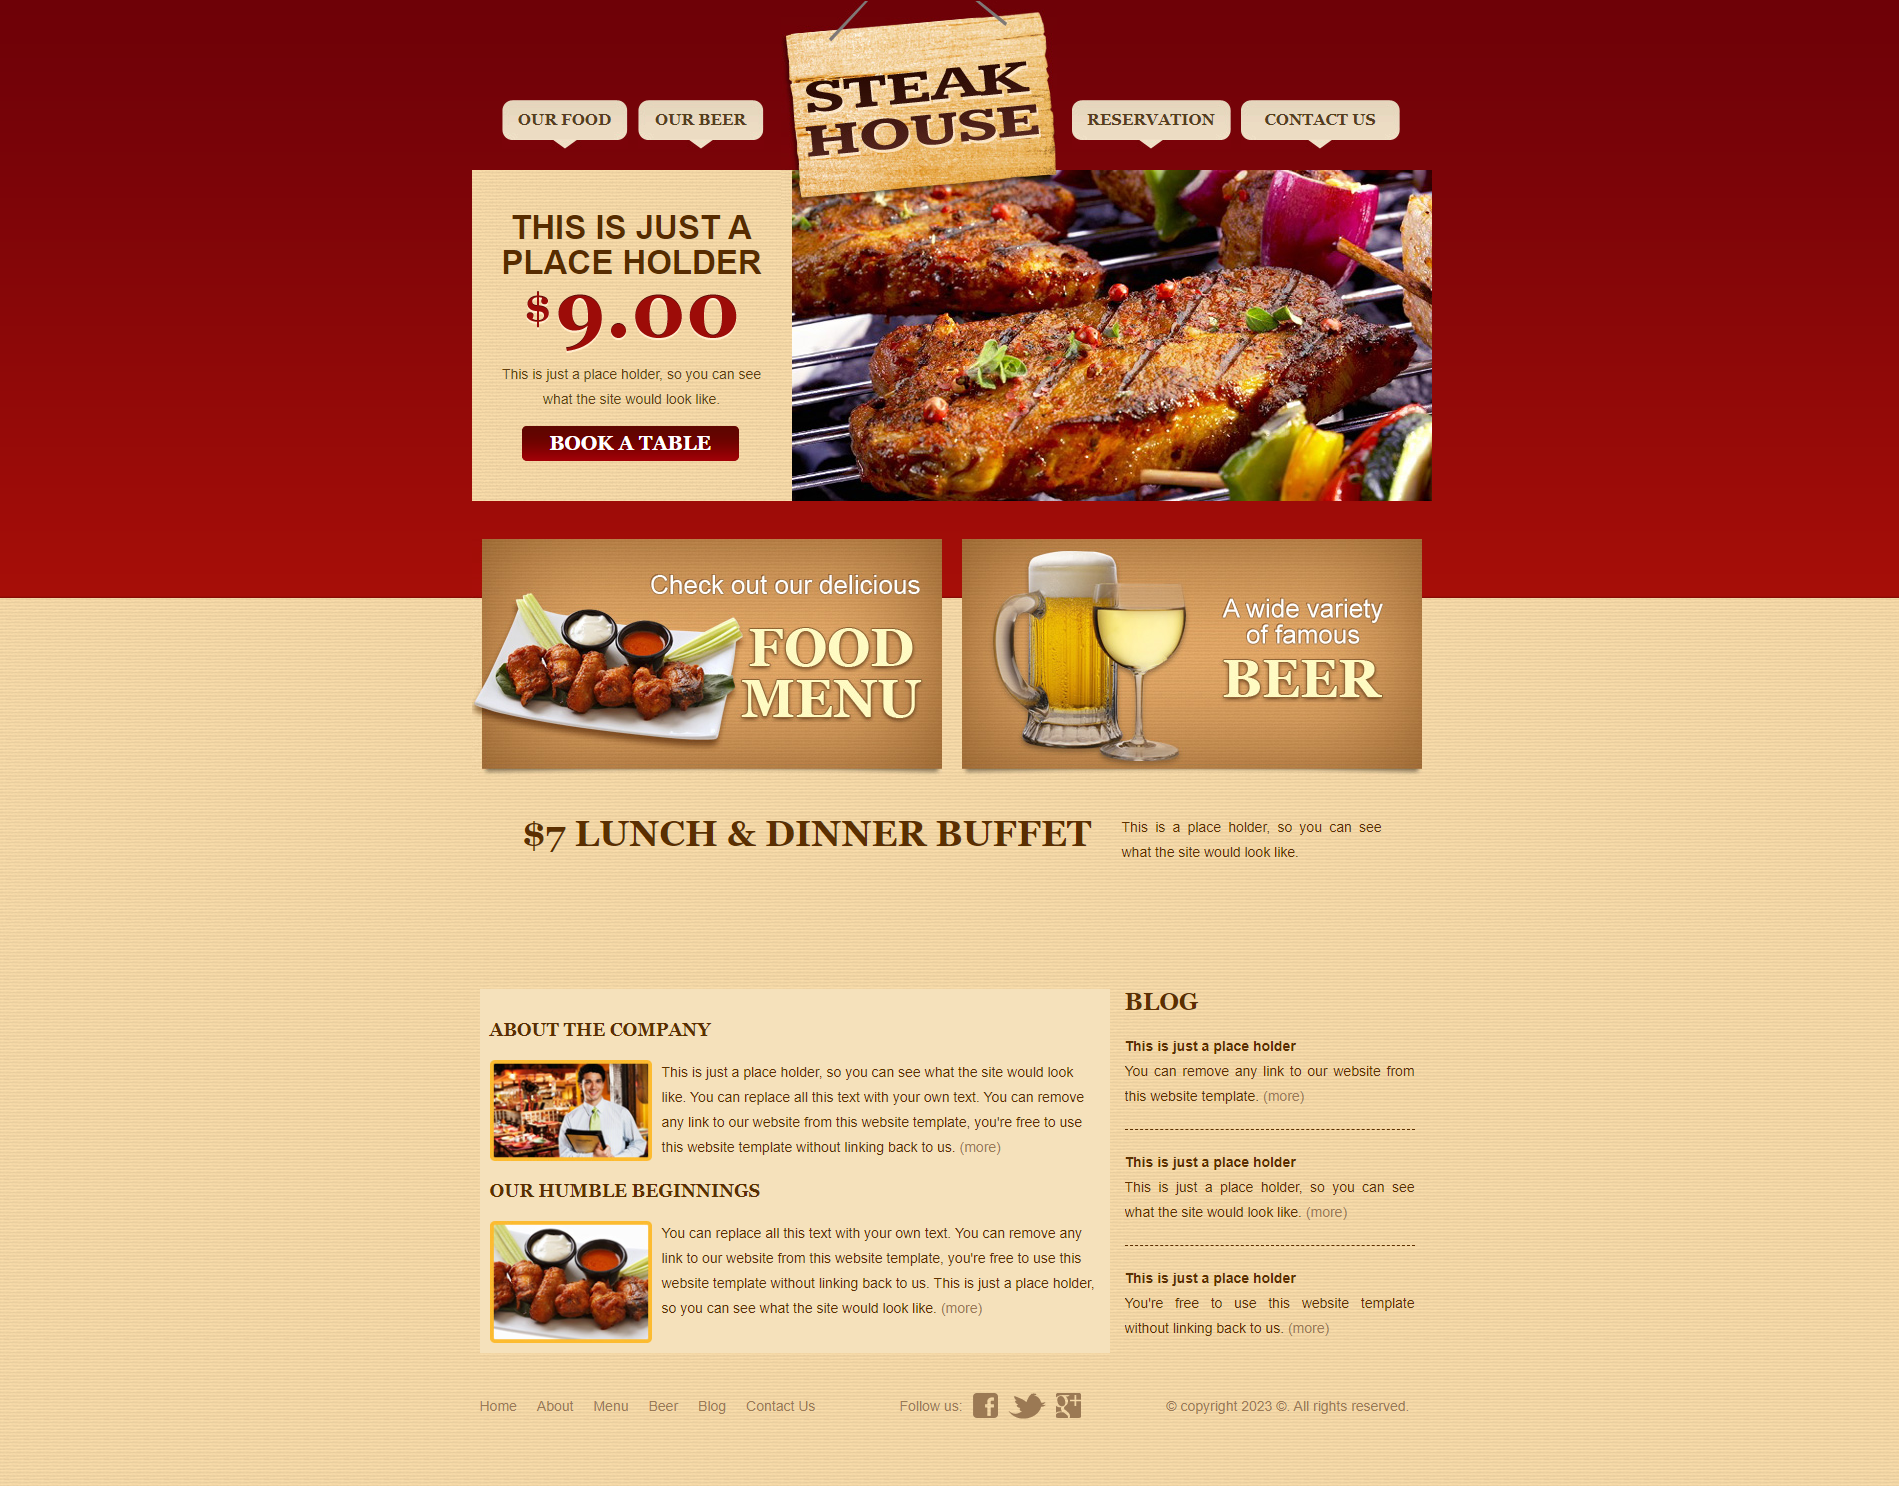 STEAK
HOUSE
OUR FOOD
OUR BEER
RESERVATION
CONTACT US
THIS IS JUST A
PLACE HOLDER
$9.00
This is just a place holder, so you can see
what the site would look like.
BOOK A TABLE
Check out our delicious
FOOD
MENU
A wide variety
of famous
BEER
$7 LUNCH & DINNER BUFFET
This is a place holder, so you can see
what the site would look like.
ABOUT THE COMPANY
This is just a place holder, so you can see what the site would look
like. You can replace all this text with your own text. You can remove
any link to our website from this website template, you're free to use
this website template without linking back to us. (more)
OUR HUMBLE BEGINNINGS
You can replace all this text with your own text. You can remove any
link to our website from this website template, you're free to use this
website template without linking back to us. This is just a place holder,
so you can see what the site would look like. (more)
BLOG
This is just a place holder
You can remove any link to our website from
this website template. (more)
This is just a place holder
This is just a place holder, so you can see
what the site would look like. (more)
This is just a place holder
You're free to use this website template
without linking back to us. (more)
Home About Menu Beer Blog Contact Us
Follow us:
© copyright 2023 ©. All rights reserved.